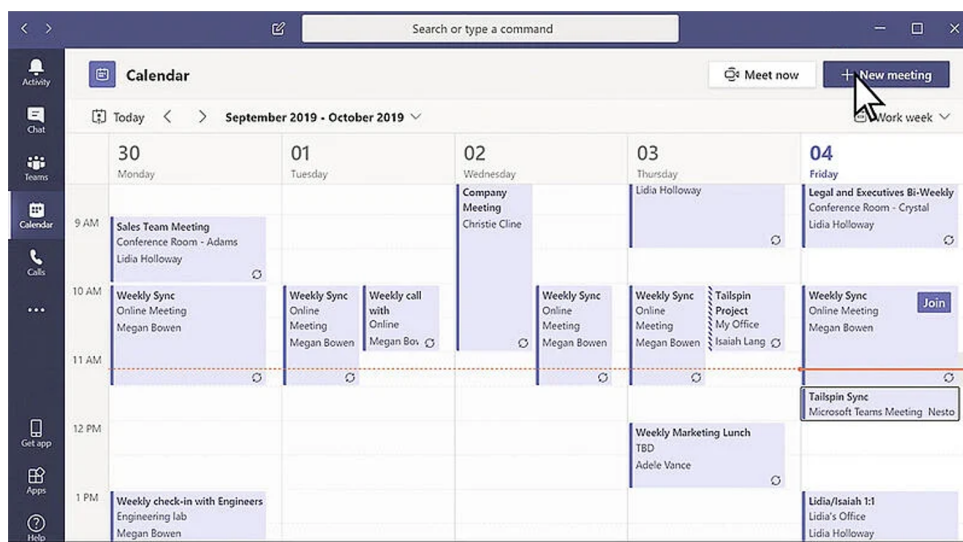 Search or type a command
Activity
Chat
Teams
Calendar
Calls
Get app
Apps
Help
Calendar
Meet now
New meeting
Today
September 2019 - October 2019
Work week
30
Monday
01
Tuesday
02
Wednesday
03
Thursday
04
Friday
9 AM
10 AM
11 AM
12 PM
1 PM
Sales Team Meeting
Conference Room - Adams
Lidia Holloway
Weekly Sync
Online Meeting
Megan Bowen
Weekly check-in with Engineers
Engineering lab
Megan Bowen
Weekly Sync
Online
Meeting
Megan Bowen
Weekly call
with
Online
Megan Bo
Company
Meeting
Christie Cline
Weekly Sync
Online
Meeting
Megan Bowen
Lidia Holloway
Weekly Sync
Online
Meeting
Megan Bowen
Tailspin
Project
My Office
Isaiah Lang
Weekly Marketing Lunch
TBD
Adele Vance
Legal and Executives Bi-Weekly
Conference Room - Crystal
Lidia Holloway
Weekly Sync
Online Meeting
Megan Bowen
Join
Tailspin Sync
Microsoft Teams Meeting Nesto
Lidia/Isaiah 1:1
Lidia's Office
Lidia Holloway